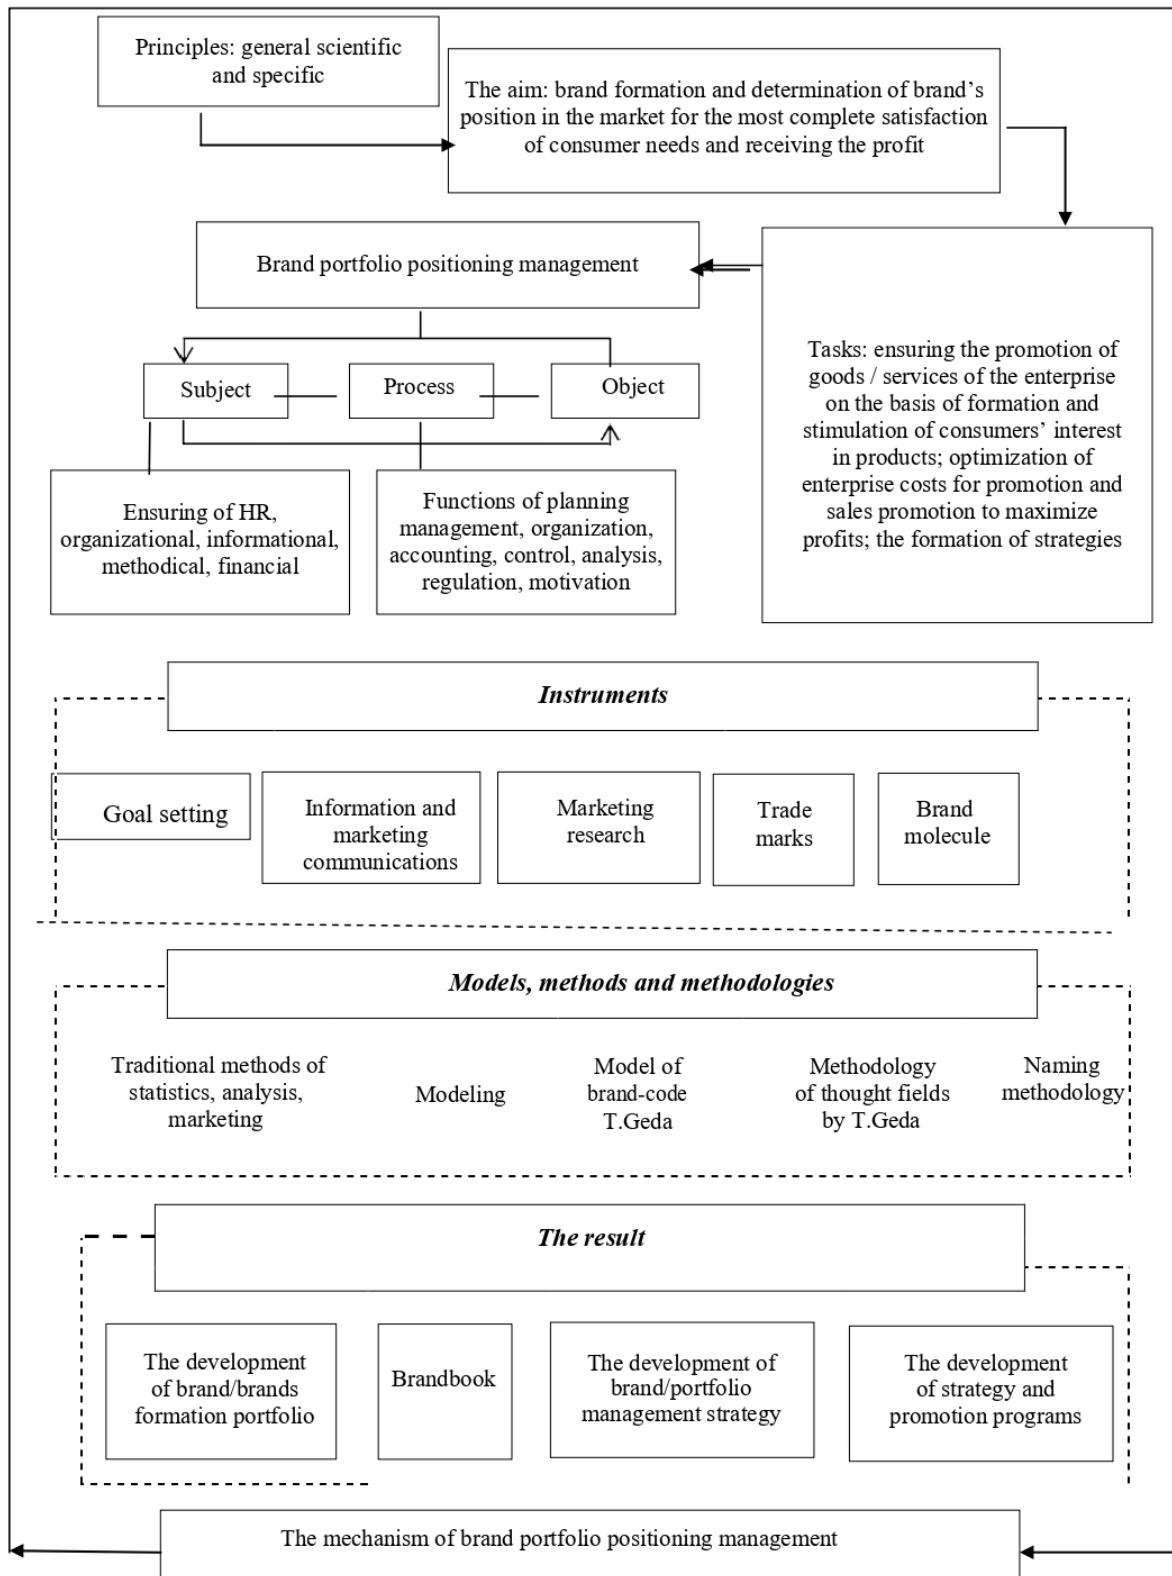 Principles: general scientific
and specific
The aim: brand formation and determination of brand’s
position in the market for the most complete satisfaction
of consumer needs and receiving the profit
Brand portfolio positioning management
Tasks: ensuring the promotion of
goods / services of the enterprise
on the basis of formation and
stimulation of consumers’ interest
in products; optimization of
enterprise costs for promotion and
sales promotion to maximize
profits; the formation of strategies
Subject
Process
Object
Ensuring of HR,
organizational, informational,
methodical, financial
Functions of planning
management, organization,
accounting, control, analysis,
regulation, motivation
Instruments
Goal setting
Information and
marketing
communications
Marketing
research
Trade
marks
Brand
molecule
Models, methods and methodologies
Traditional methods of
statistics, analysis,
marketing
Modeling
Model of
brand-code
T.Geda
Methodology
of thought fields
by T.Geda
Naming
methodology
The result
The development
of brand/brands
formation portfolio
Brandbook
The development of
brand/portfolio
management strategy
The development
of strategy and
promotion programs
The mechanism of brand portfolio positioning management